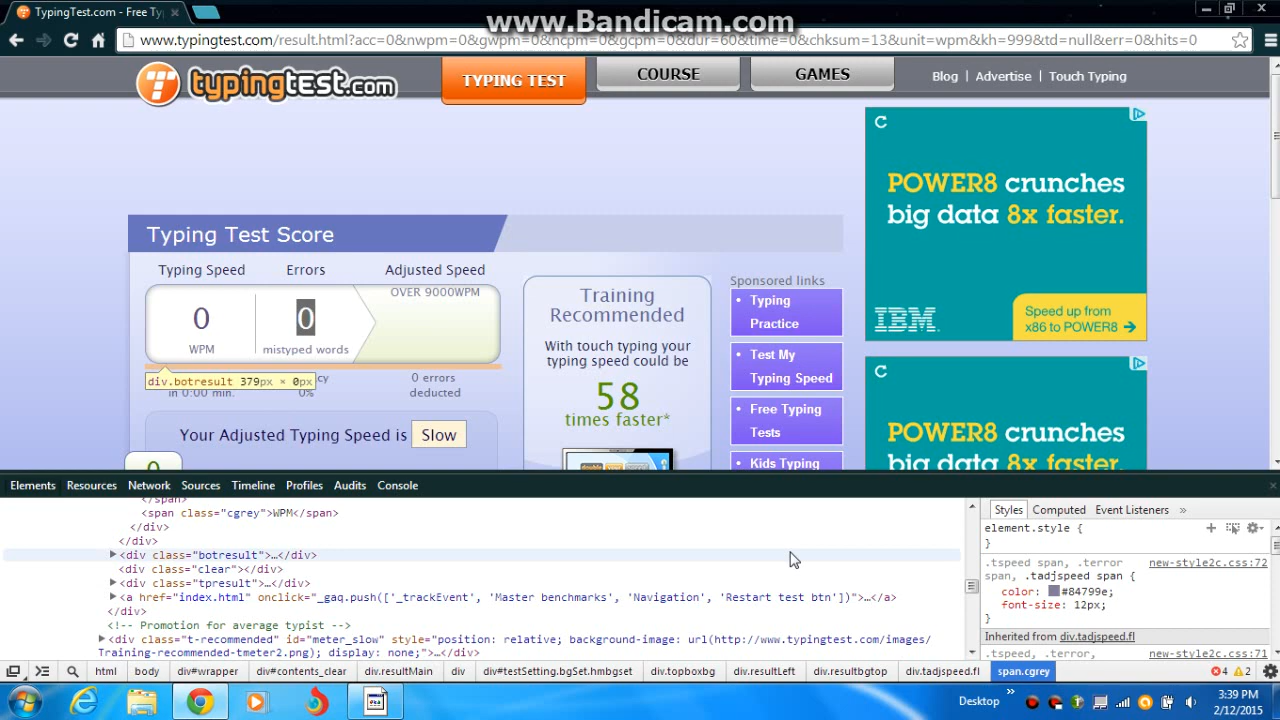 www.Bandicam.com
TypingTest.com - Free Ty
www.typingtest.com/result.html?acc=0&nwpm=0&gwpm=0&ncpm=0&gcpm=0&dur=60&time=0&chksum=13&unit=wpm&kh=999&td=null&err=0&hits=0
typingtest.com
TYPING TEST
COURSE
GAMES
Blog | Advertise | Touch Typing
POWER8 crunches
big data 8x faster.
IBM
Speed up from
x86 to POWER8
Typing Test Score
Typing Speed
Errors
Adjusted Speed
0
WPM
0
mistyped words
OVER 9000WPM
div.botresult 379px × 0px
cy
in 0:00 min.
0%
0 errors
deducted
Your Adjusted Typing Speed is Slow
0
Training
Recommended
With touch typing your
typing speed could be
58
times faster*
Sponsored links
• Typing
Practice
• Test My
Typing Speed
• Free Typing
Tests
• Kids Typing
POWER8 crunches
big data 8x faster.
Elements Resources Network Sources Timeline Profiles Audits Console
</span>
<span class="cgrey">WPM</span>
</div>
</div>
<div class="botresult">…</div>
<div class="clear"></div>
<div class="tpresult">…</div>
<a href="index.html" onclick="_gaq.push(['_trackEvent', 'Master benchmarks', 'Navigation', 'Restart test btn'])">…</a>
</div>
<!-- Promotion for average typist -->
<div class="t-recommended" id="meter_slow" style="position: relative; background-image: url(http://www.typingtest.com/images/
Training-recommended-tmeter2.png); display: none;">…</div>
Styles Computed Event Listeners »
element.style {
}
.tspeed span, .terror
span, .tadjspeed span {
new-style2c.css:72
color: #84799e;
font-size: 12px;
}
Inherited from div.tadjspeed.fl
.tspeed, .terror,
new-style2c.css:71
html body div#wrapper div#contents_clear div.resultMain div div#testSetting.bgSet.hmbgset div.topboxbg div.resultLeft div.resultbgtop div.tadjspeed.fl span.cgrey
4 2
Desktop »
3:39 PM
2/12/2015